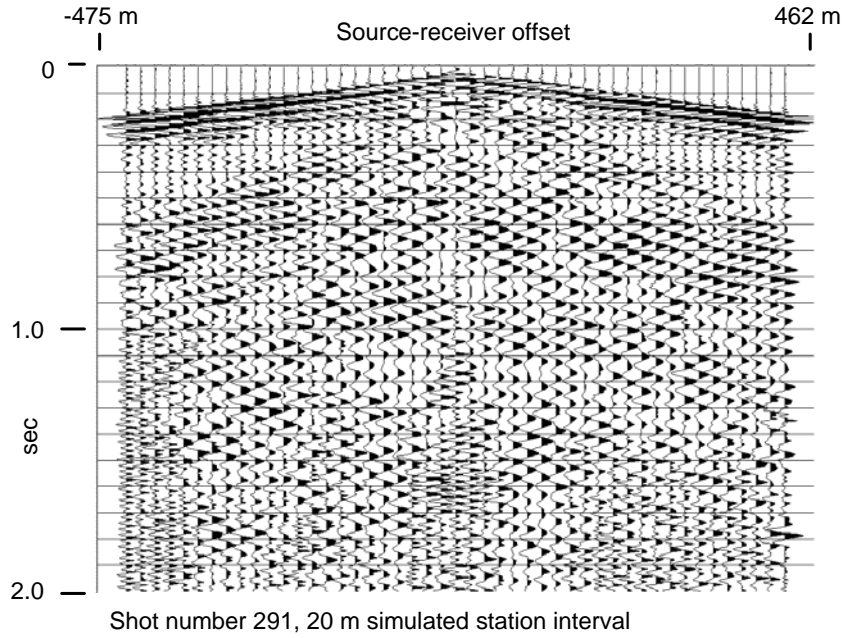 -475 m
462 m
Source-receiver offset
0
1.0
sec
2.0
Shot number 291, 20 m simulated station interval